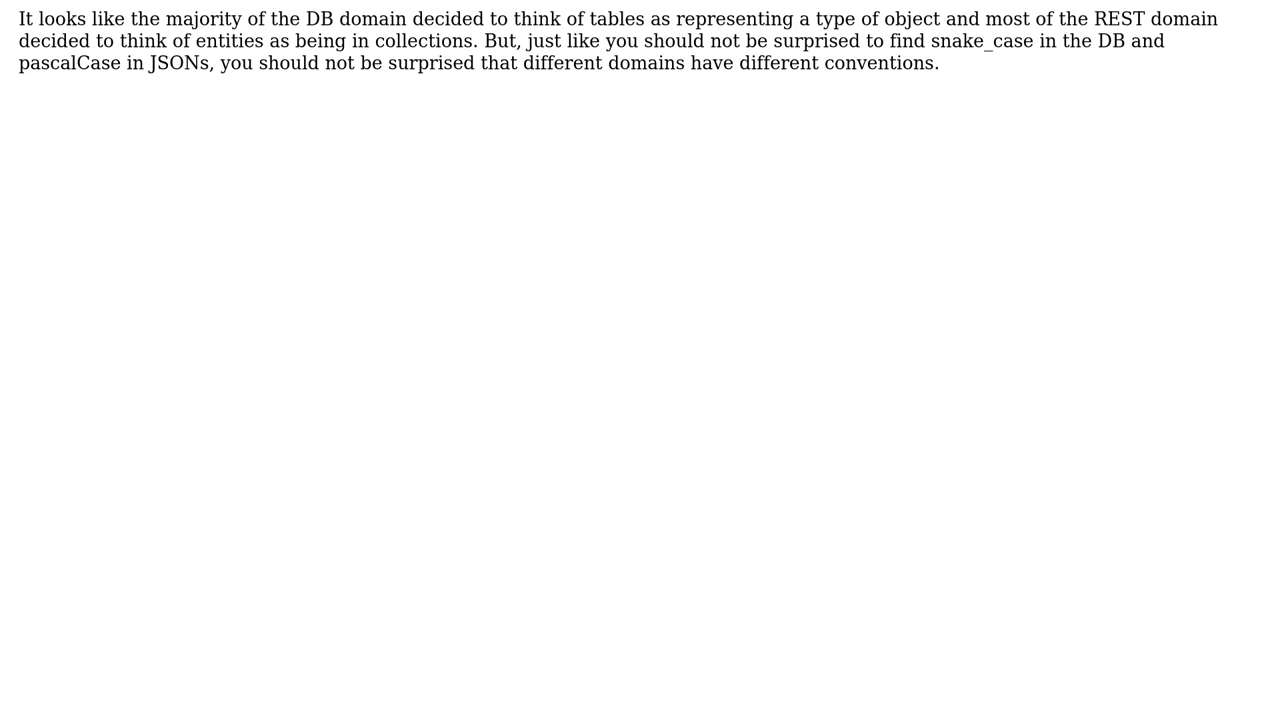 It looks like the majority of the DB domain decided to think of tables as representing a type of object and most of the REST domain
decided to think of entities as being in collections. But, just like you should not be surprised to find snake_case in the DB and
pascalCase in JSONs, you should not be surprised that different domains have different conventions.